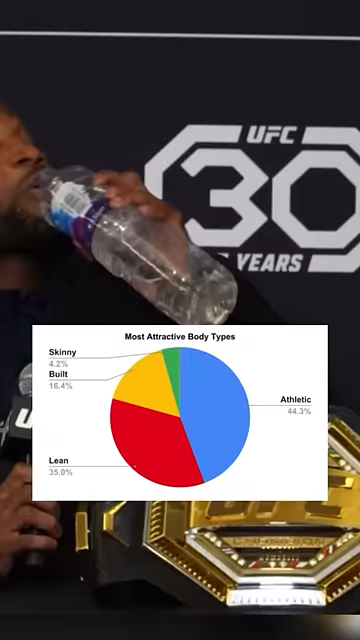 UFC
30
YEARS
Most Attractive Body Types
Skinny
4.2%
Built
16.4%
Athletic
44.3%
Lean
35.0%